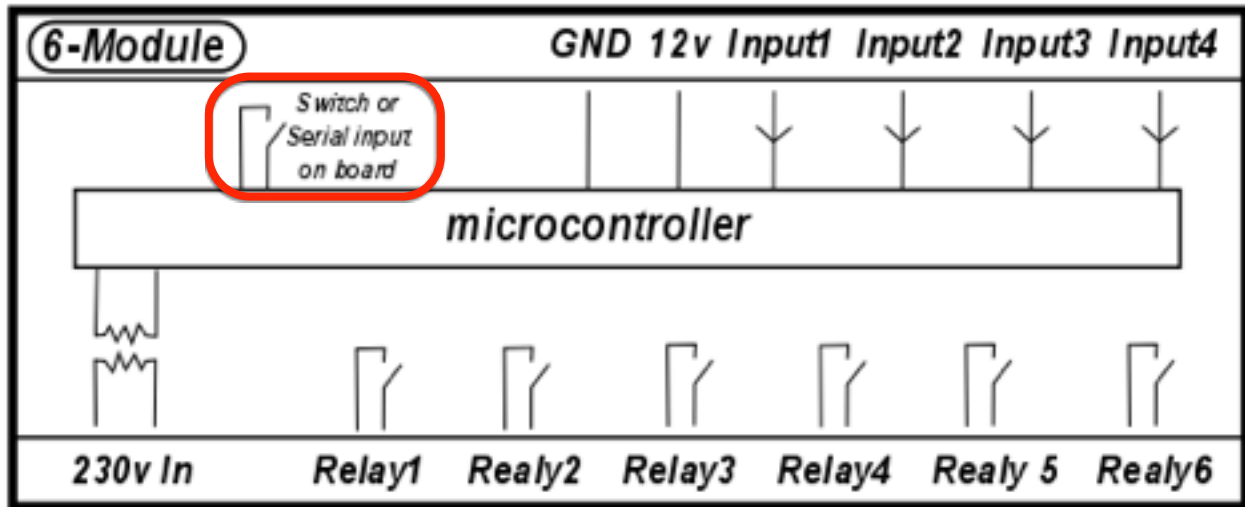 6-Module
GND 12v Input1 Input2 Input3 Input4
Switch or
Serial input
on board
microcontroller
230v In Relay1 Realy2 Relay3 Relay4 Realy 5 Realy6